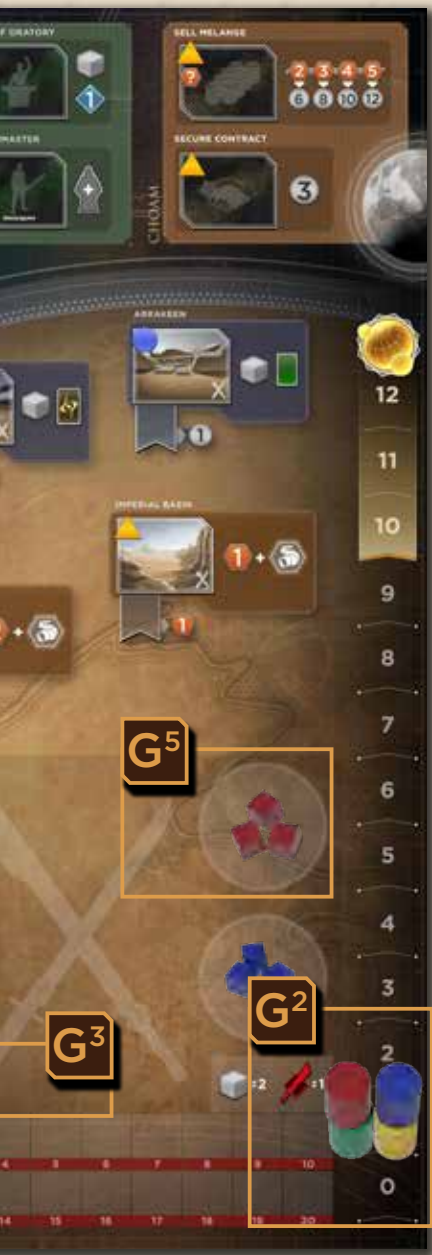 F ORATORY
1
MASTER
SELL MELANGE
?
2 3 4 5
6 8 10 12
SECURE CONTRACT
3
CHOAM
ARRAKEEN
X
X
1
12
11
10
9
8
7
6
5
4
3
2
0
IMPERIAL BASIN
X
1 +
1
+
G5
G2
G3
=2
=1
4 5 6 7 8 9 10
14 15 16 17 18 19 20